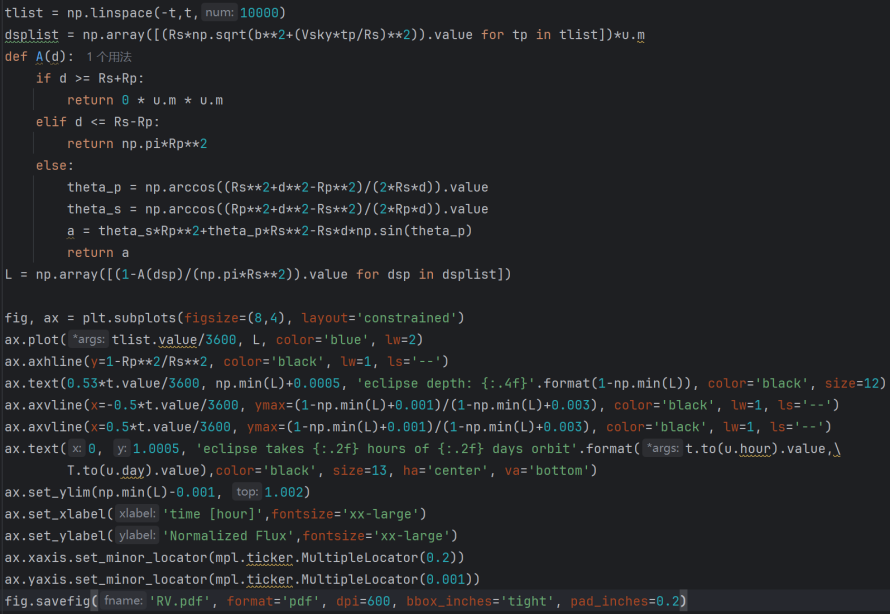 tlist = np.linspace(-t,t, num: 10000)
dsplist = np.array([(Rs*np.sqrt(b**2+(Vsky*tp/Rs)**2)).value for tp in tlist])*u.m
def A(d): 1 个用法
    if d >= Rs+Rp:
        return 0 * u.m * u.m
    elif d <= Rs-Rp:
        return np.pi*Rp**2
    else:
        theta_p = np.arccos((Rs**2+d**2-Rp**2)/(2*Rs*d)).value
        theta_s = np.arccos((Rp**2+d**2-Rs**2)/(2*Rp*d)).value
        a = theta_s*Rp**2+theta_p*Rs**2-Rs*d*np.sin(theta_p)
        return a
L = np.array([(1-A(dsp)/(np.pi*Rs**2)).value for dsp in dsplist])
fig, ax = plt.subplots(figsize=(8,4), layout='constrained')
ax.plot( *args: tlist.value/3600, L, color='blue', lw=2)
ax.axhline(y=1-Rp**2/Rs**2, color='black', lw=1, ls='--')
ax.text(0.53*t.value/3600, np.min(L)+0.0005, 'eclipse depth: {:.4f}'.format(1-np.min(L)), color='black', size=12)
ax.axvline(x=-0.5*t.value/3600, ymax=(1-np.min(L)+0.001)/(1-np.min(L)+0.003), color='black', lw=1, ls='--')
ax.axvline(x=0.5*t.value/3600, ymax=(1-np.min(L)+0.001)/(1-np.min(L)+0.003), color='black', lw=1, ls='--')
ax.text( x: 0, y: 1.0005, 'eclipse takes {:.2f} hours of {:.2f} days orbit'.format( *args: t.to(u.hour).value,\
        T.to(u.day).value),color='black', size=13, ha='center', va='bottom')
ax.set_ylim(np.min(L)-0.001, top: 1.002)
ax.set_xlabel( xlabel: 'time [hour]',fontsize='xx-large')
ax.set_ylabel( ylabel: 'Normalized Flux',fontsize='xx-large')
ax.xaxis.set_minor_locator(mpl.ticker.MultipleLocator(0.2))
ax.yaxis.set_minor_locator(mpl.ticker.MultipleLocator(0.001))
fig.savefig( fname: 'RV.pdf', format='pdf', dpi=600, bbox_inches='tight', pad_inches=0.2)